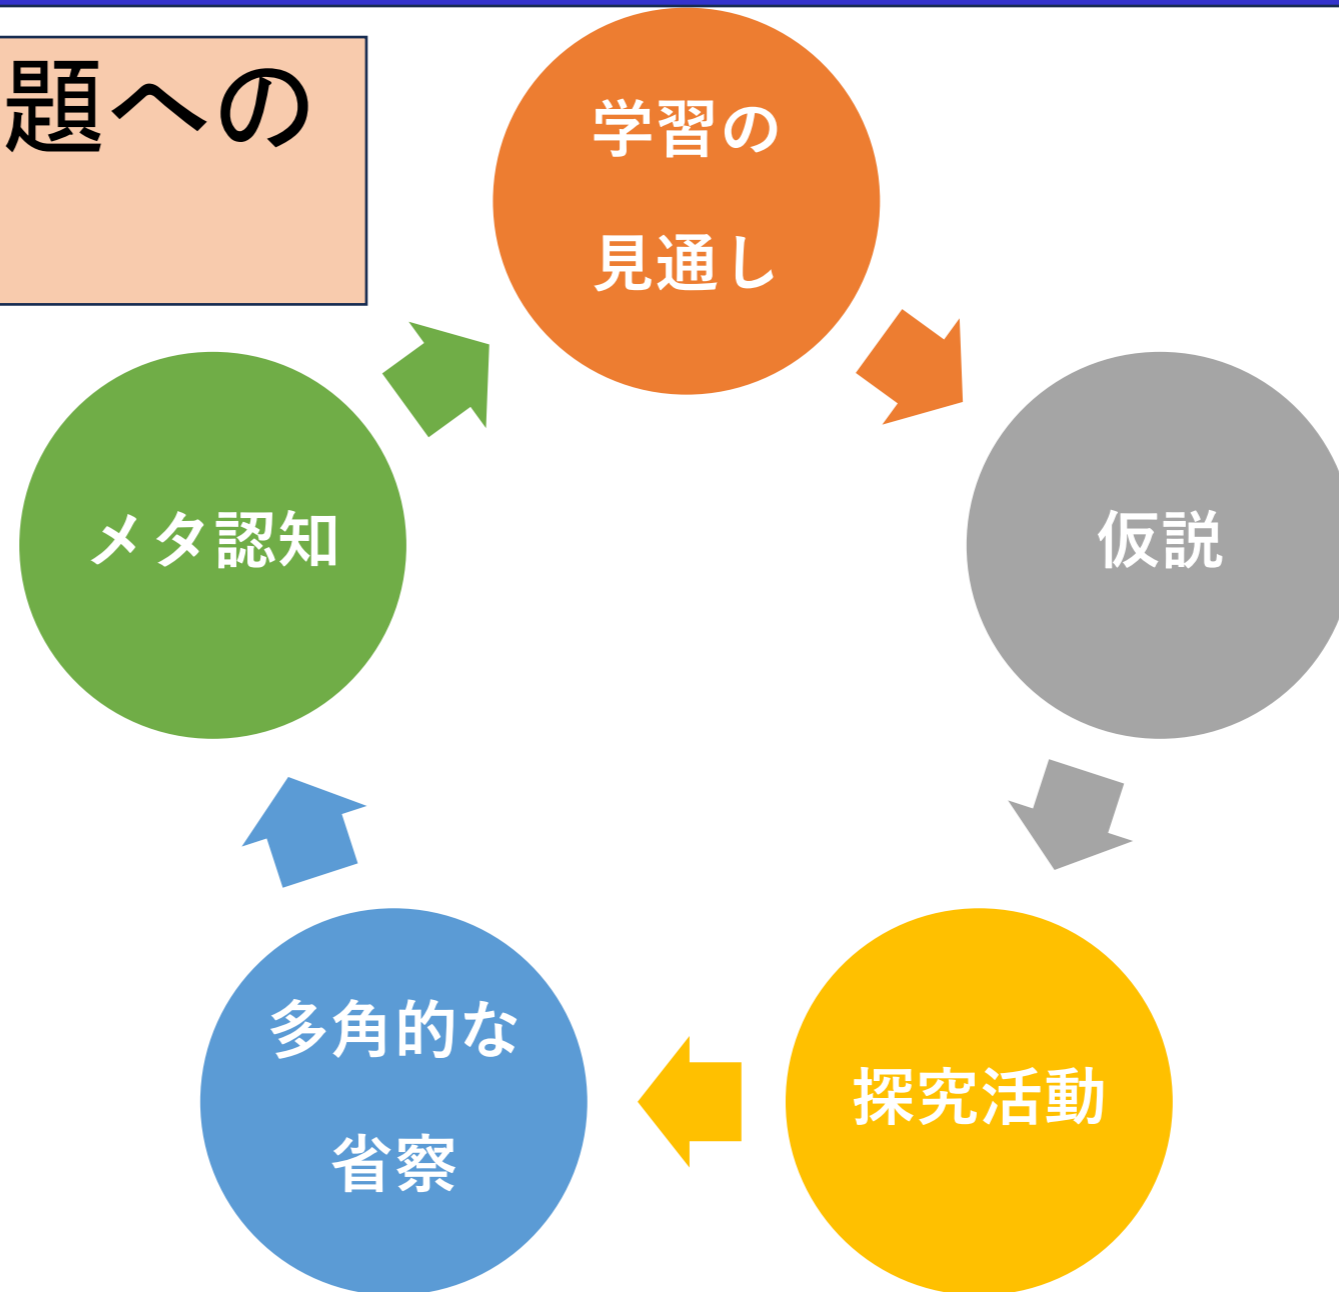 題への
学習の
見通し
仮説
探究活動
多角的な
省察
メタ認知